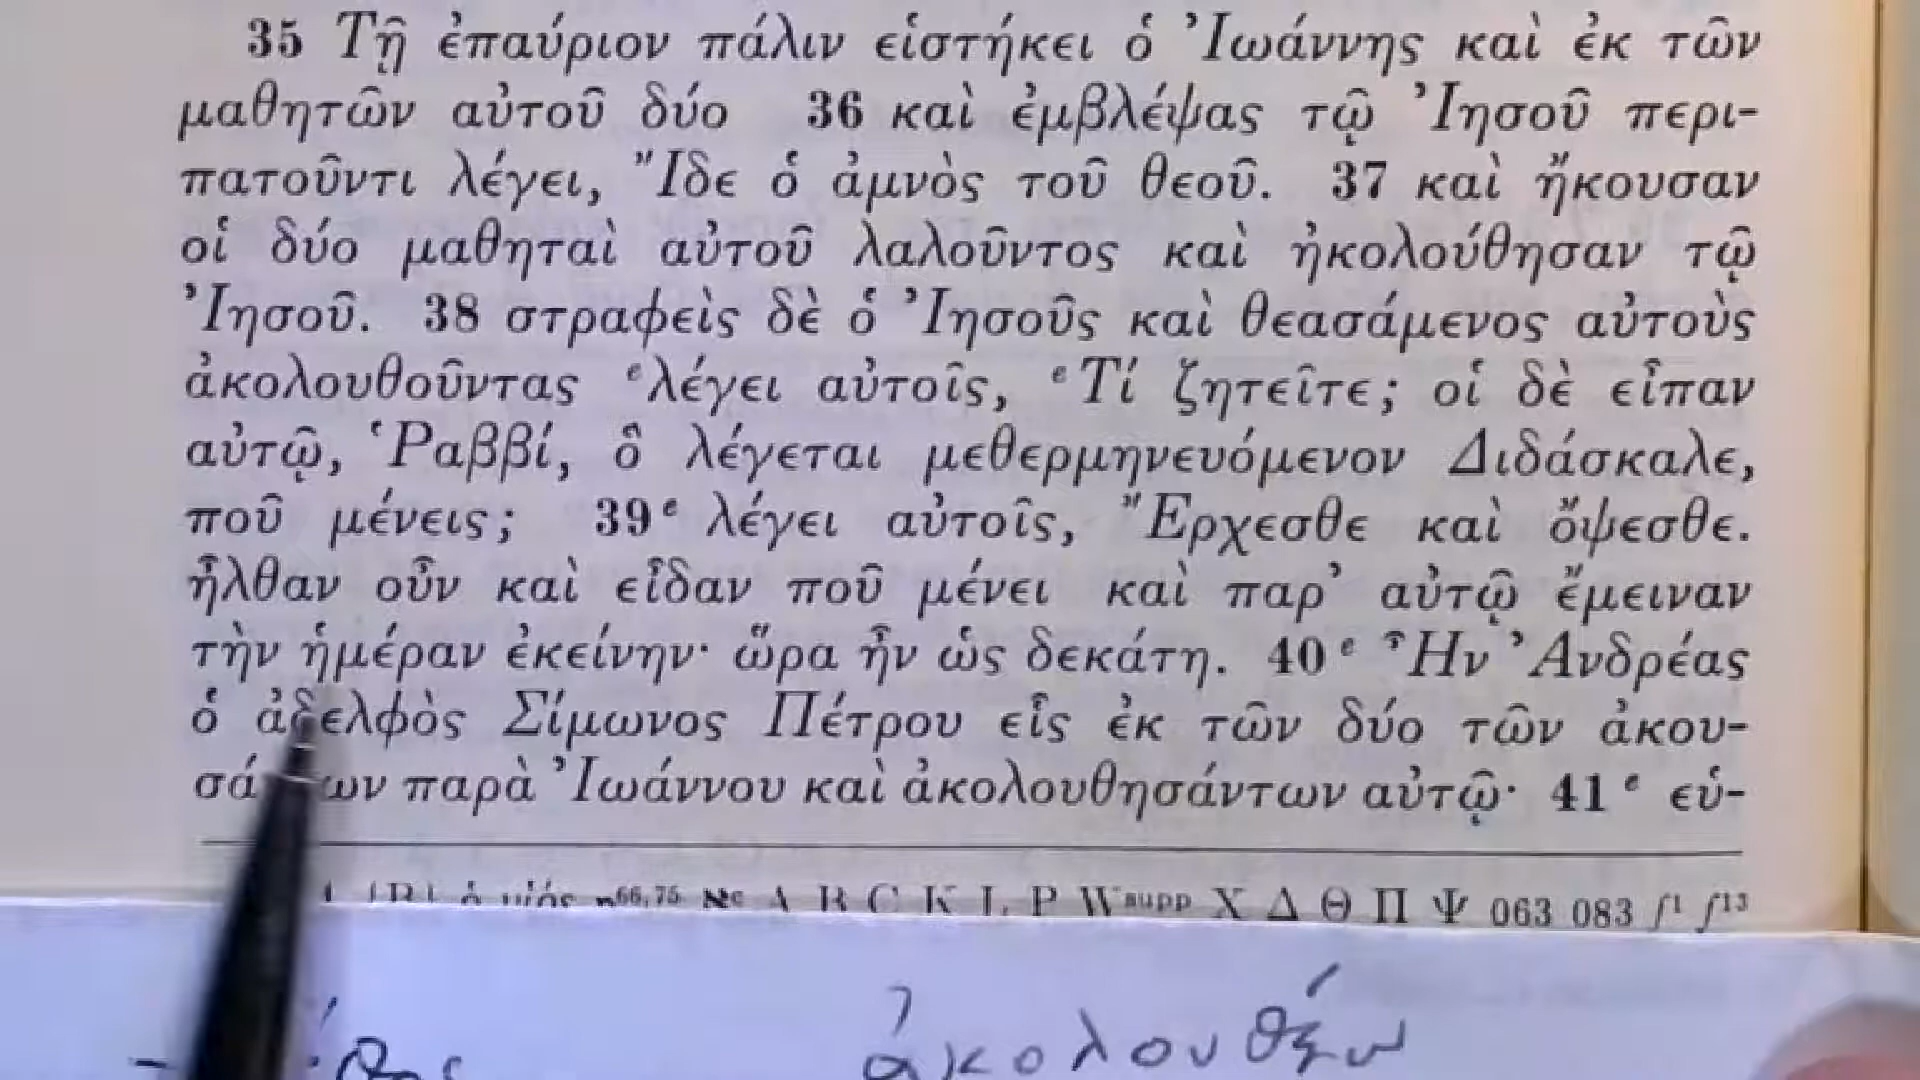 35 Τῇ ἐπαύριον πάλιν εἱστήκει ὁ Ἰωάννης καὶ ἐκ τῶν
μαθητῶν αὐτοῦ δύο 36 καὶ ἐμβλέψας τῷ Ἰησοῦ περι-
πατοῦντι λέγει, Ἴδε ὁ ἀμνὸς τοῦ θεοῦ. 37 καὶ ἤκουσαν
οἱ δύο μαθηταὶ αὐτοῦ λαλοῦντος καὶ ἠκολούθησαν τῷ
Ἰησοῦ. 38 στραφεὶς δὲ ὁ Ἰησοῦς καὶ θεασάμενος αὐτοὺς
ἀκολουθοῦντας ᵉλέγει αὐτοῖς, ᵉΤί ζητεῖτε; οἱ δὲ εἶπαν
αὐτῷ, Ῥαββί, ὃ λέγεται μεθερμηνευόμενον Διδάσκαλε,
ποῦ μένεις; 39ᵉ λέγει αὐτοῖς, Ἔρχεσθε καὶ ὄψεσθε.
ἦλθαν οὖν καὶ εἶδαν ποῦ μένει καὶ παρ’ αὐτῷ ἔμειναν
τὴν ἡμέραν ἐκείνην· ὥρα ἦν ὡς δεκάτη. 40ᵉ Ἦν Ἀνδρέας
ὁ ἀδελφὸς Σίμωνος Πέτρου εἷς ἐκ τῶν δύο τῶν ἀκου-
παρὰ Ἰωάννου καὶ ἀκολουθησάντων αὐτῷ· 41ᵉ εὑ-
ὁ υἱός p⁶⁶,⁷⁵ אᶜ A B C K L P Wˢᵘᵖᵖ X Δ Θ Π Ψ 063 083 f¹ f¹³